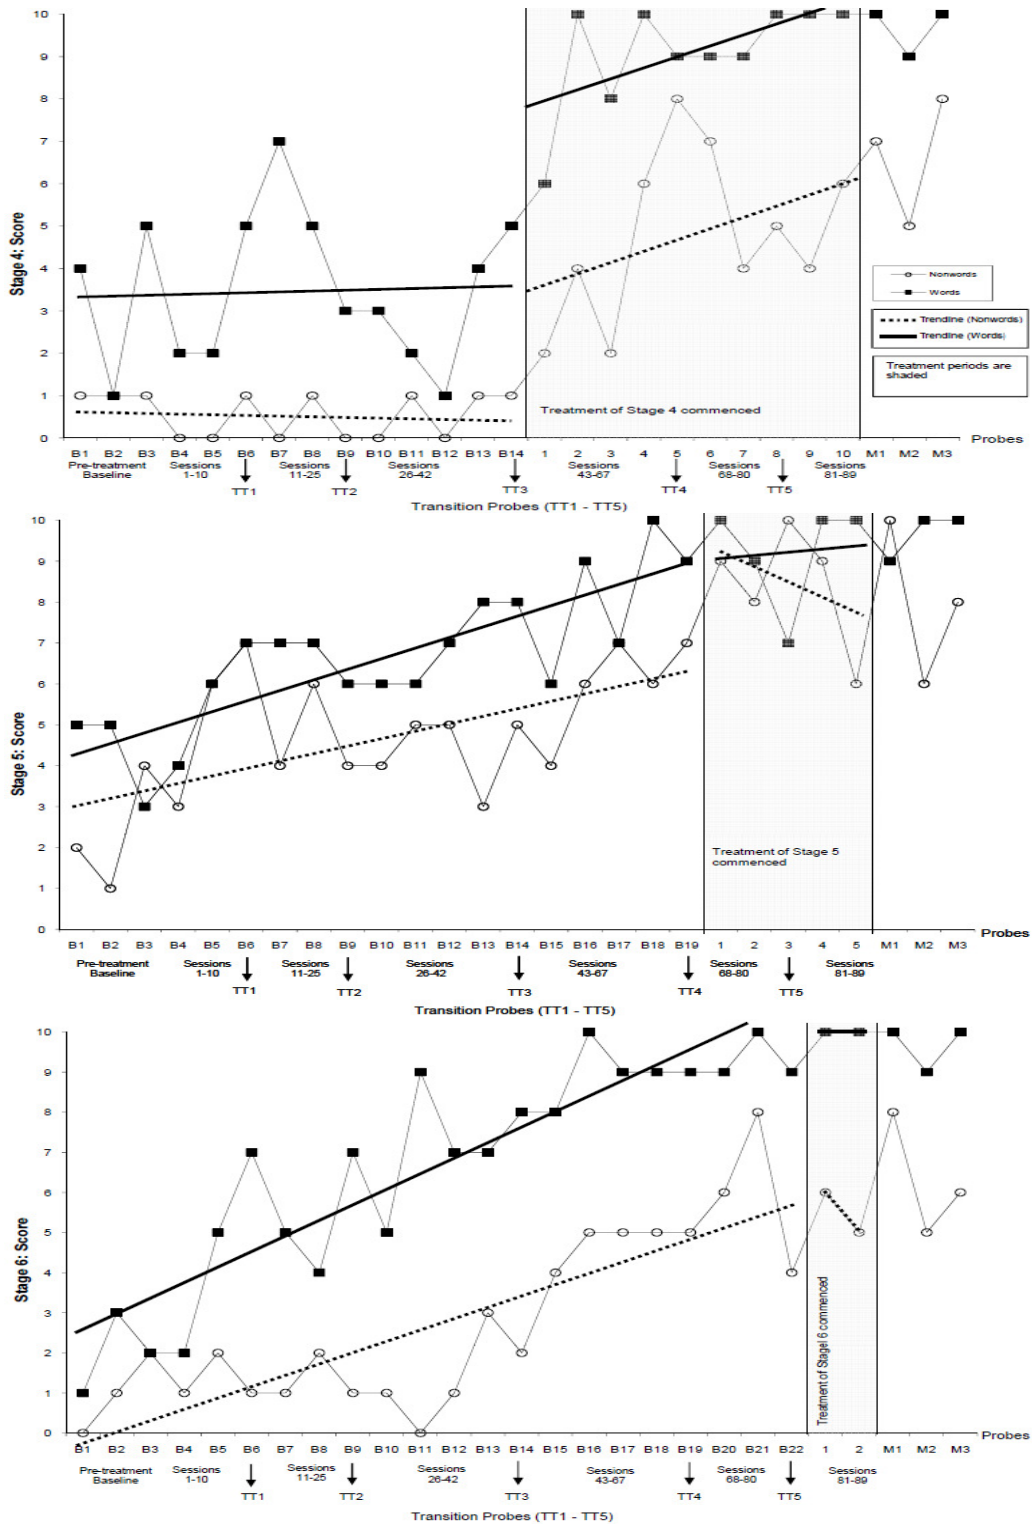 10
9
8
7
6
5
4
3
2
1
0
Stage 4: Score
Treatment of Stage 4 commenced
Nonwords
Words
Trendline (Nonwords)
Trendline (Words)
Treatment periods are
shaded
B1 B2 B3 B4 B5 B6 B7 B8 B9 B10 B11 B12 B13 B14 1 2 3 4 5 6 7 8 9 10 M1 M2 M3 Probes
Pre-treatment Sessions Sessions Sessions Sessions Sessions Sessions
Baseline 1-10 11-25 26-42 43-67 68-80 81-89
TT1 TT2 TT3 TT4 TT5
Transition Probes (TT1 - TT5)
10
9
8
7
6
5
4
3
2
1
0
Stage 5: Score
Treatment of Stage 5
commenced
B1 B2 B3 B4 B5 B6 B7 B8 B9 B10 B11 B12 B13 B14 B15 B16 B17 B18 B19 1 2 3 4 5 M1 M2 M3 Probes
Pre-treatment Sessions Sessions Sessions Sessions Sessions Sessions
Baseline 1-10 11-25 26-42 43-67 68-80 81-89
TT1 TT2 TT3 TT4 TT5
Transition Probes (TT1 - TT5)
10
9
8
7
6
5
4
3
2
1
0
Stage 6: Score
Treatment of Stagel 6 commenced
B1 B2 B3 B4 B5 B6 B7 B8 B9 B10 B11 B12 B13 B14 B15 B16 B17 B18 B19 B20 B21 B22 1 2 M1 M2 M3 Probes
Pre-treatment Sessions Sessions Sessions Sessions Sessions Sessions
Baseline 1-10 11-25 26-42 43-67 68-80 81-89
TT1 TT2 TT3 TT4 TT5
Transition Probes (TT1 - TT5)